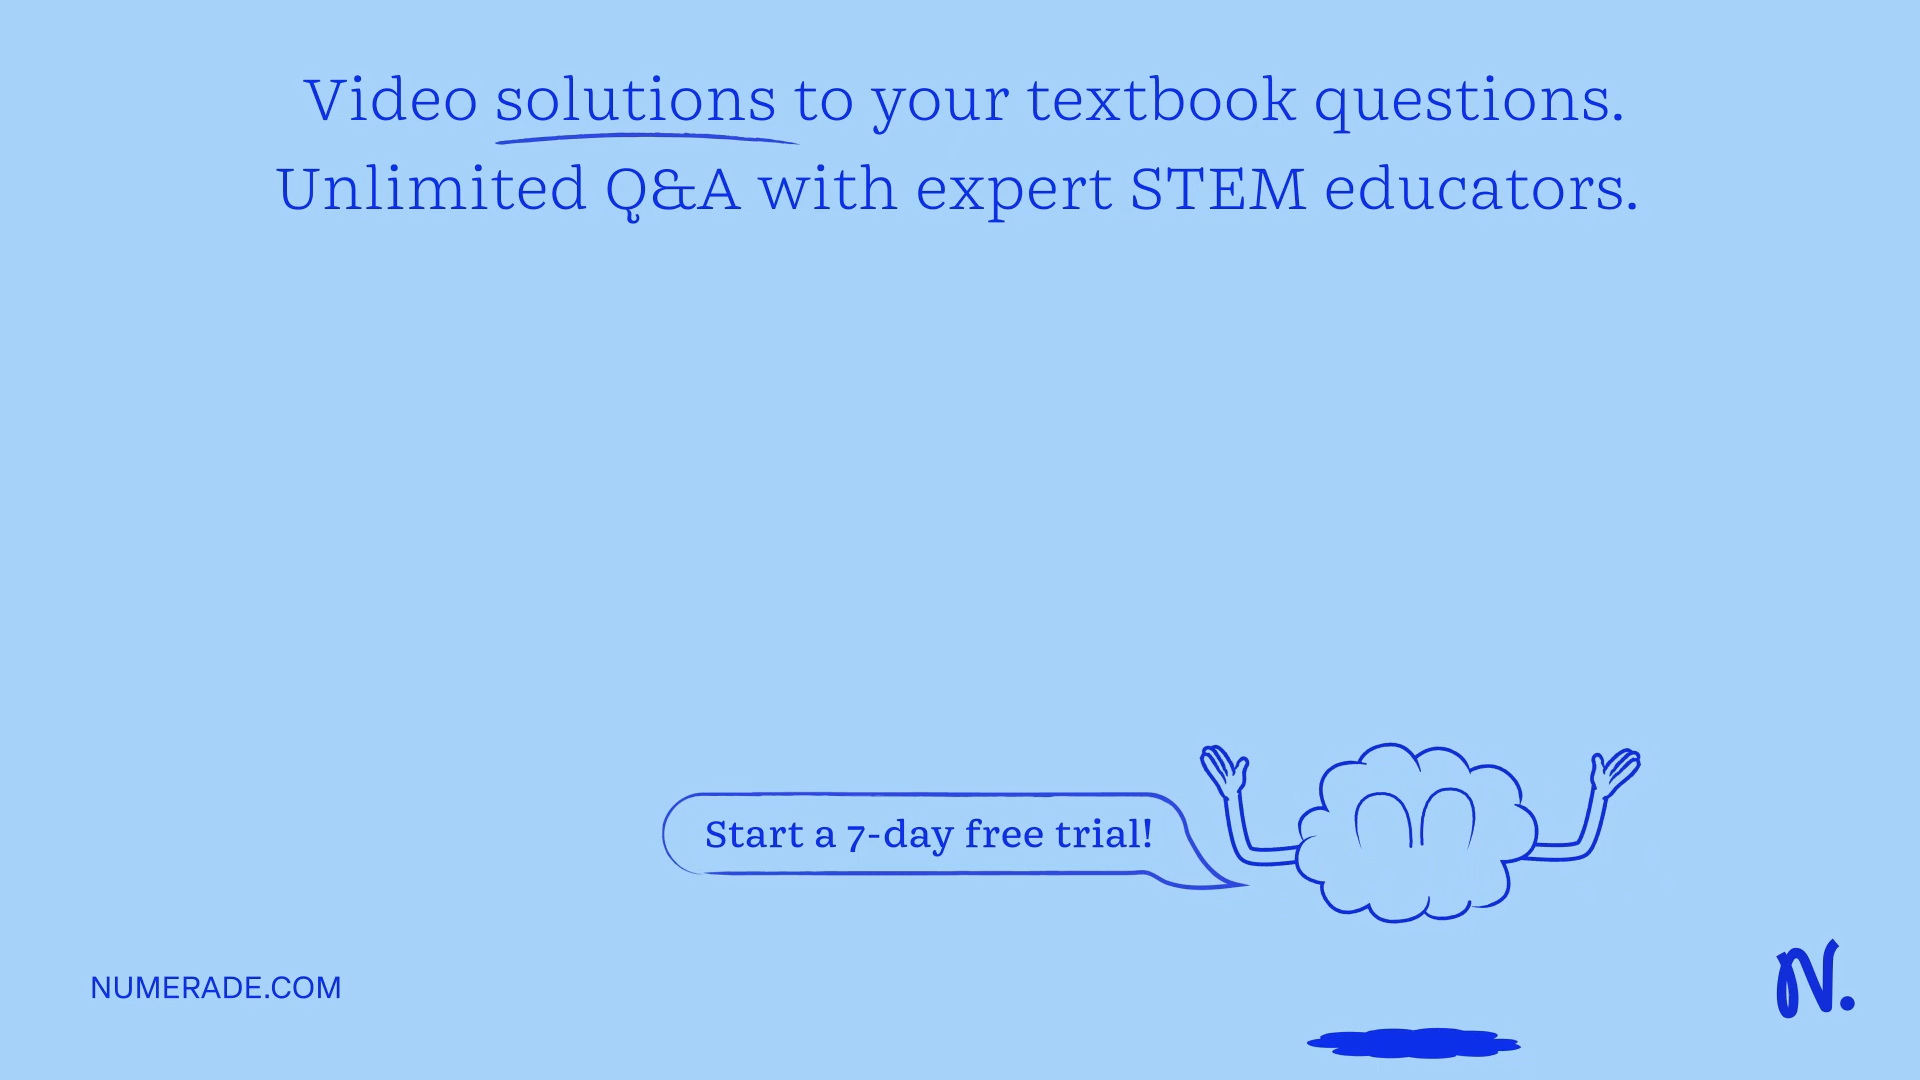 Video solutions to your textbook questions.
Unlimited Q&A with expert STEM educators.
Start a 7-day free trial!
NUMERADE.COM
N.